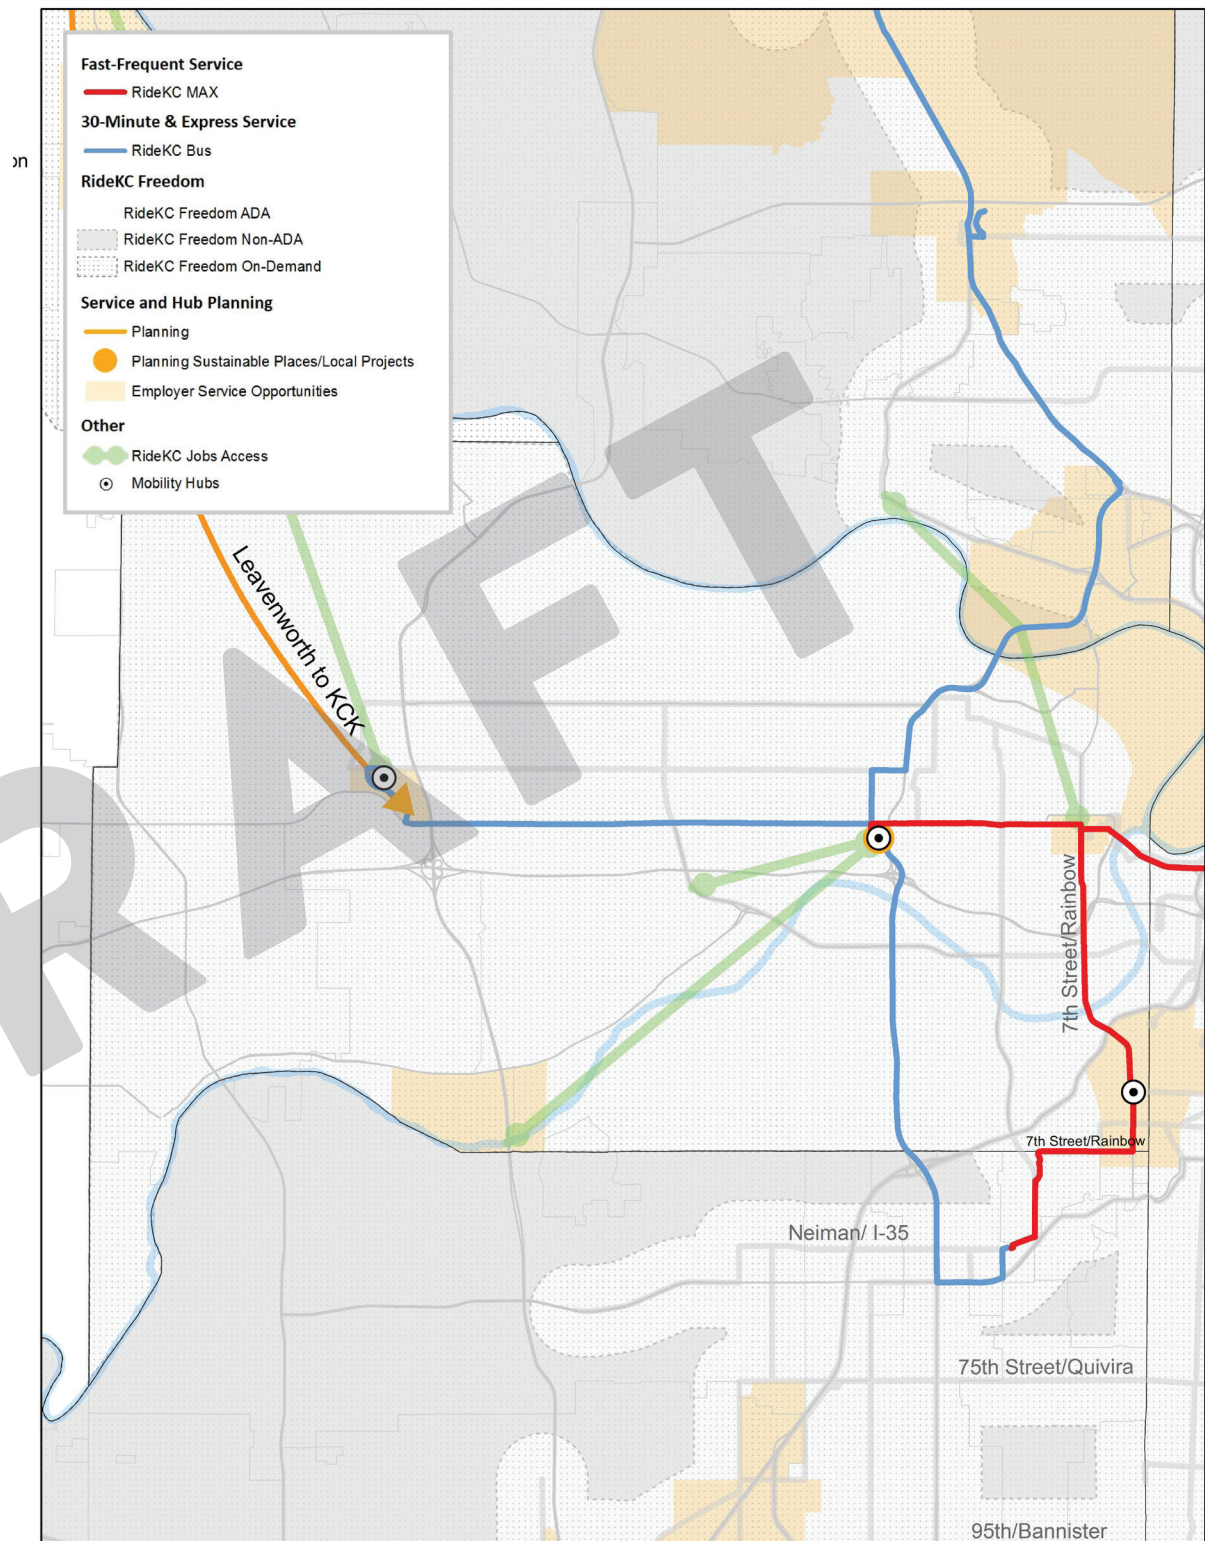 Fast-Frequent Service
RideKC MAX
30-Minute & Express Service
RideKC Bus
on
RideKC Freedom
RideKC Freedom ADA
RideKC Freedom Non-ADA
RideKC Freedom On-Demand
Service and Hub Planning
Planning
Planning Sustainable Places/Local Projects
Employer Service Opportunities
Other
RideKC Jobs Access
Mobility Hubs
DRAFT
Leavenworth to KCK
7th Street/Rainbow
7th Street/Rainbow
Neiman/ I-35
75th Street/Quivira
95th/Bannister